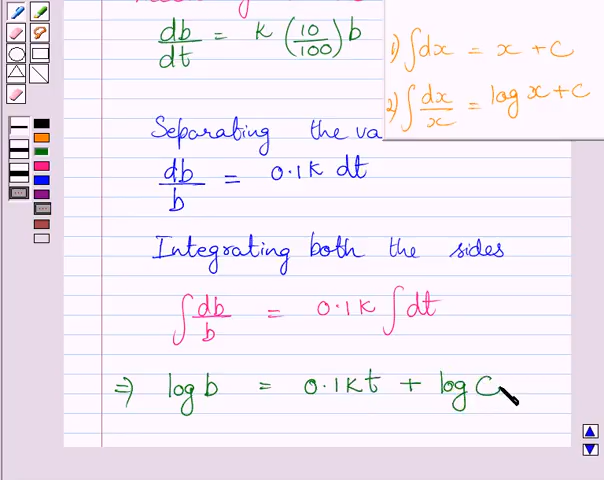 db/dt = k (10/100) b
1) ∫dx = x + C
2) ∫ dx/x = log x + C
Separating the va
db/b = 0.1k dt
Integrating both the sides
∫ db/b = 0.1k ∫ dt
⇒ log b = 0.1kt + log C